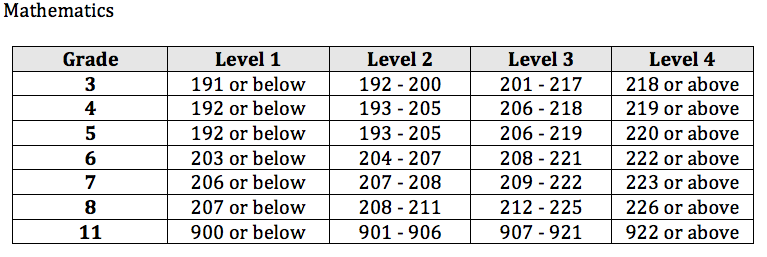 Mathematics
Grade Level 1 Level 2 Level 3 Level 4
3 191 or below 192 - 200 201 - 217 218 or above
4 192 or below 193 - 205 206 - 218 219 or above
5 192 or below 193 - 205 206 - 219 220 or above
6 203 or below 204 - 207 208 - 221 222 or above
7 206 or below 207 - 208 209 - 222 223 or above
8 207 or below 208 - 211 212 - 225 226 or above
11 900 or below 901 - 906 907 - 921 922 or above